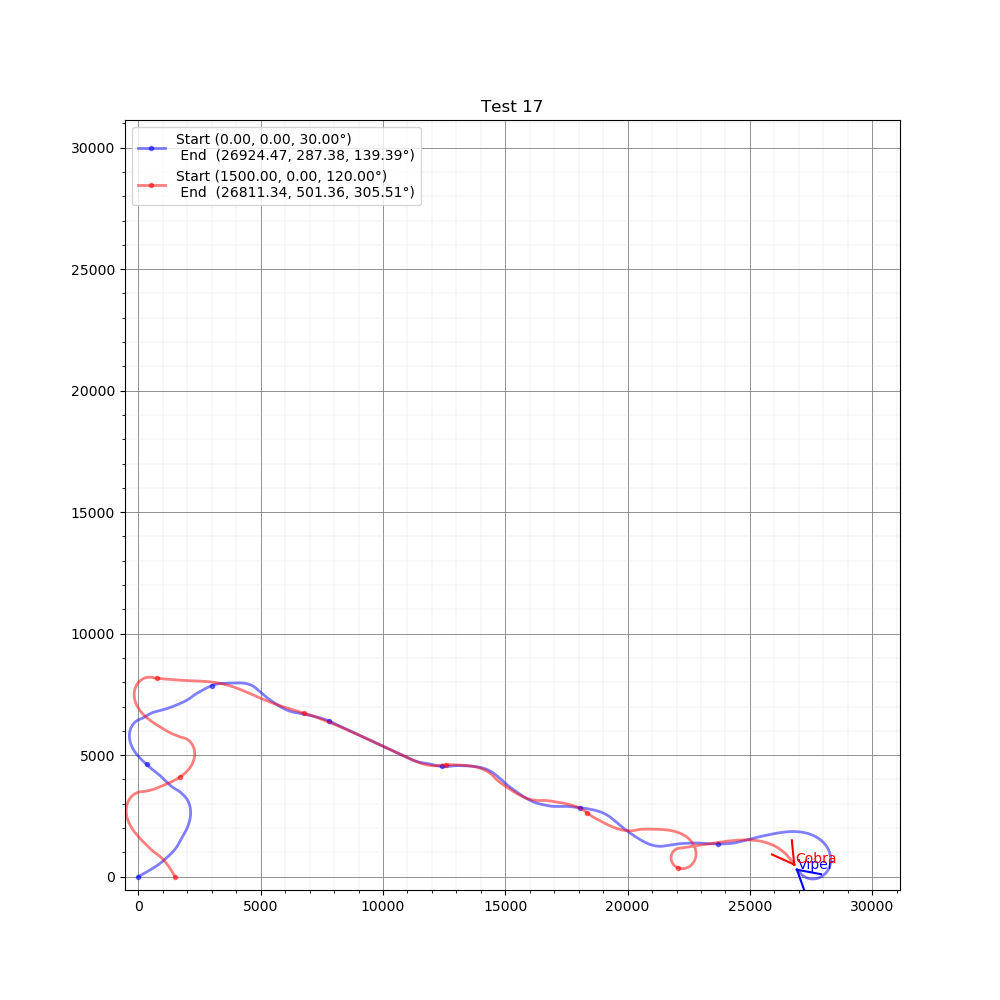 Test 17
Start (0.00, 0.00, 30.00°)
End (26924.47, 287.38, 139.39°)
Start (1500.00, 0.00, 120.00°)
End (26811.34, 501.36, 305.51°)
30000
25000
20000
15000
10000
5000
0
Cobra
Viper
0 5000 10000 15000 20000 25000 30000